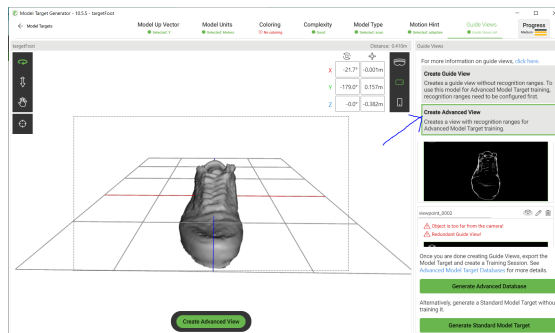 Model Target Generator - 10.5.5 - targetFoot
Model Targets
Model Up Vector
Selected: Y
Model Units
Selected: Meters
Coloring
No coloring
Complexity
Good
Model Type
Selected: scan
Motion Hint
Selected: adaptive
Guide Views
Guide Views set
Progress
Medium
targetFoot
Distance: 0.410m
Guide Views
X -21.7° -0.001m
Y -179.0° 0.157m
Z -0.0° -0.382m
For more information on guide views, click here.
Create Guide View
Creates a guide view without recognition ranges. To
use this model for Advanced Model Target training,
recognition ranges need to be configured first.
Create Advanced View
Creates a view with recognition ranges for
Advanced Model Target training.
viewpoint_0002
Object is too far from the camera!
Redundant Guide View!
Once you are done creating Guide Views, export the
Model Target and create a Training Session. See
Advanced Model Target Databases for more details.
Generate Advanced Database
Alternatively, generate a Standard Model Target withou
training it.
Generate Standard Model Target
Create Advanced View